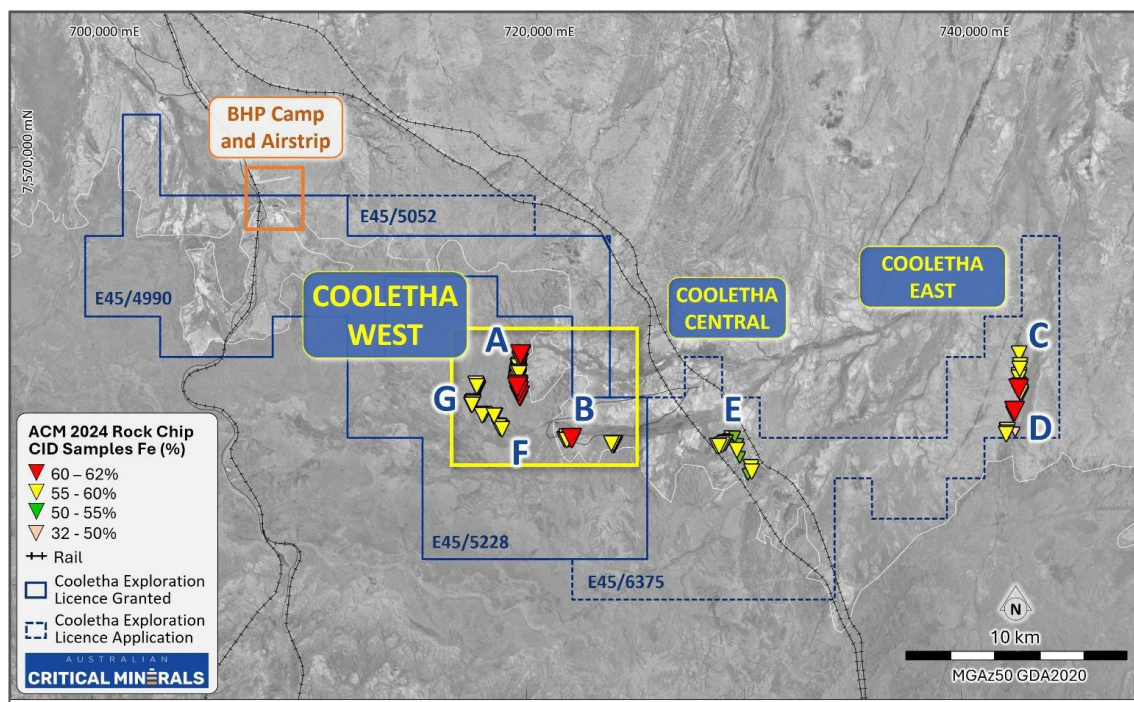 700,000 mE
720,000 mE
740,000 mE
7,570,000 mN
BHP Camp
and Airstrip
E45/5052
E45/4990
COOLETHA
WEST
COOLETHA
CENTRAL
COOLETHA
EAST
A
C
G
B
E
D
F
E45/5228
E45/6375
ACM 2024 Rock Chip
CID Samples Fe (%)
60 – 62%
55 - 60%
50 - 55%
32 - 50%
Rail
Cooletha Exploration
Licence Granted
Cooletha Exploration
Licence Application
AUSTRALIAN
CRITICAL MINERALS
N
10 km
MGAz50 GDA2020